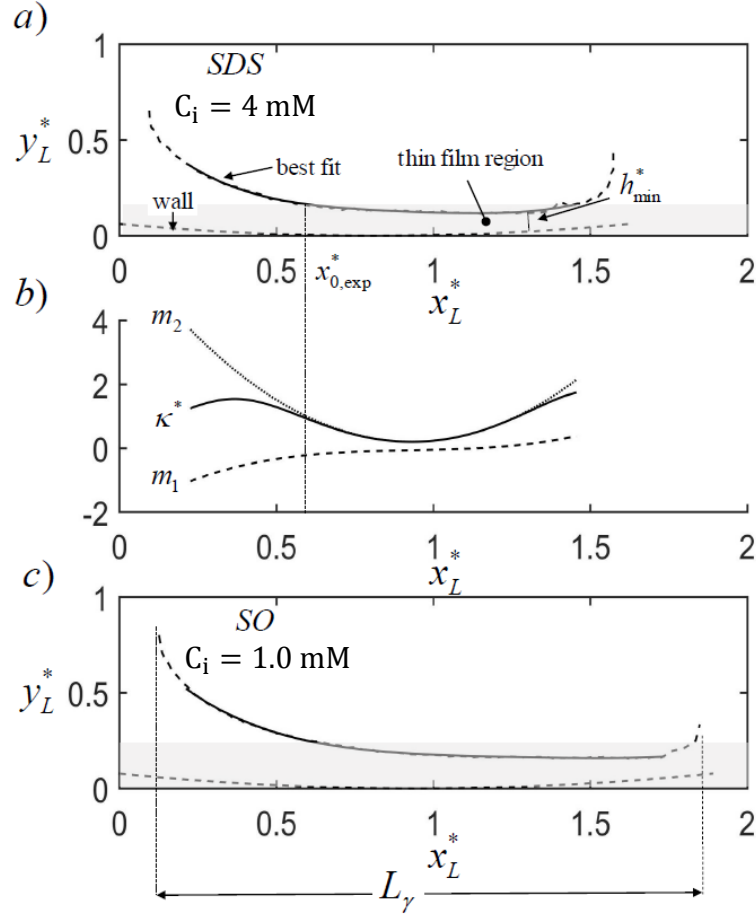 a)
1
SDS
C_i = 4 mM
y_L^*
0.5
best fit
thin film region
h_min^*
wall
0
0 0.5 1 1.5 2
x_0,exp^*
x_L^*
b)
4
m_2
2
κ^*
0
m_1
-2
0 0.5 1 1.5 2
x_L^*
c)
1
SO
C_i = 1.0 mM
y_L^*
0.5
0
0 0.5 1 1.5 2
x_L^*
L_γ